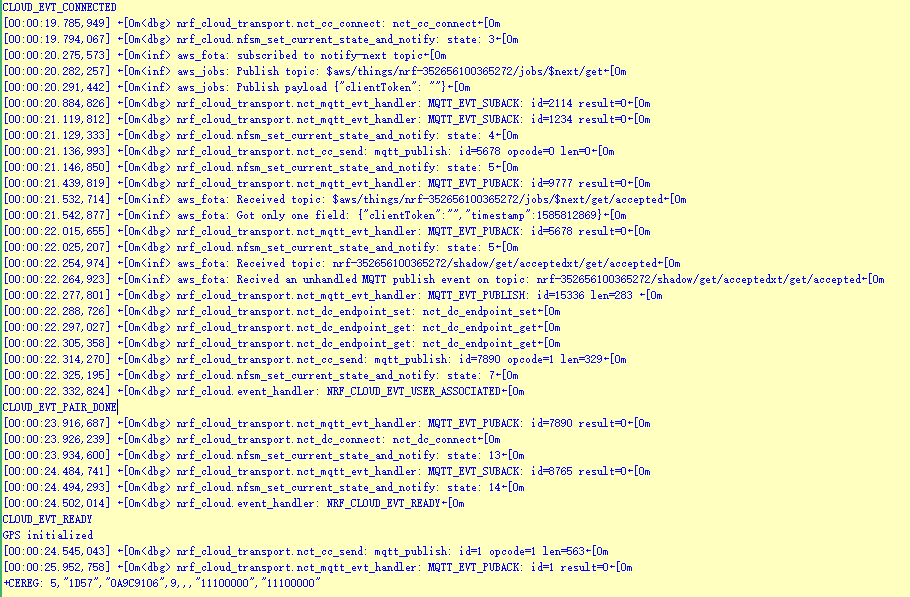 CLOUD_EVT_CONNECTED
[00:00:19.785,949] ←[0m<dbg> nrf_cloud_transport.nct_cc_connect: nct_cc_connect←[0m
[00:00:19.794,067] ←[0m<dbg> nrf_cloud.nfsm_set_current_state_and_notify: state: 3←[0m
[00:00:20.275,573] ←[0m<inf> aws_fota: subscribed to notify-next topic←[0m
[00:00:20.282,257] ←[0m<inf> aws_jobs: Publish topic: $aws/things/nrf-352656100365272/jobs/$next/get←[0m
[00:00:20.291,442] ←[0m<inf> aws_jobs: Publish payload {"clientToken": ""}←[0m
[00:00:20.884,826] ←[0m<dbg> nrf_cloud_transport.nct_mqtt_evt_handler: MQTT_EVT_SUBACK: id=2114 result=0←[0m
[00:00:21.119,812] ←[0m<dbg> nrf_cloud_transport.nct_mqtt_evt_handler: MQTT_EVT_SUBACK: id=1234 result=0←[0m
[00:00:21.129,333] ←[0m<dbg> nrf_cloud.nfsm_set_current_state_and_notify: state: 4←[0m
[00:00:21.136,993] ←[0m<dbg> nrf_cloud_transport.nct_cc_send: mqtt_publish: id=5678 opcode=0 len=0←[0m
[00:00:21.146,850] ←[0m<dbg> nrf_cloud.nfsm_set_current_state_and_notify: state: 5←[0m
[00:00:21.439,819] ←[0m<dbg> nrf_cloud_transport.nct_mqtt_evt_handler: MQTT_EVT_PUBACK: id=9777 result=0←[0m
[00:00:21.532,714] ←[0m<inf> aws_fota: Received topic: $aws/things/nrf-352656100365272/jobs/$next/get/accepted←[0m
[00:00:21.542,877] ←[0m<inf> aws_fota: Got only one field: {"clientToken":"","timestamp":1585812869}←[0m
[00:00:22.015,655] ←[0m<dbg> nrf_cloud_transport.nct_mqtt_evt_handler: MQTT_EVT_PUBACK: id=5678 result=0←[0m
[00:00:22.025,207] ←[0m<dbg> nrf_cloud.nfsm_set_current_state_and_notify: state: 5←[0m
[00:00:22.254,974] ←[0m<inf> aws_fota: Received topic: nrf-352656100365272/shadow/get/acceptedxt/get/accepted←[0m
[00:00:22.264,923] ←[0m<inf> aws_fota: Recived an unhandled MQTT publish event on topic: nrf-352656100365272/shadow/get/acceptedxt/get/accepted←[0m
[00:00:22.277,801] ←[0m<dbg> nrf_cloud_transport.nct_mqtt_evt_handler: MQTT_EVT_PUBLISH: id=15336 len=283 ←[0m
[00:00:22.288,726] ←[0m<dbg> nrf_cloud_transport.nct_dc_endpoint_set: nct_dc_endpoint_set←[0m
[00:00:22.297,027] ←[0m<dbg> nrf_cloud_transport.nct_dc_endpoint_get: nct_dc_endpoint_get←[0m
[00:00:22.305,358] ←[0m<dbg> nrf_cloud_transport.nct_dc_endpoint_get: nct_dc_endpoint_get←[0m
[00:00:22.314,270] ←[0m<dbg> nrf_cloud_transport.nct_cc_send: mqtt_publish: id=7890 opcode=1 len=329←[0m
[00:00:22.325,195] ←[0m<dbg> nrf_cloud.nfsm_set_current_state_and_notify: state: 7←[0m
[00:00:22.332,824] ←[0m<dbg> nrf_cloud.event_handler: NRF_CLOUD_EVT_USER_ASSOCIATED←[0m
CLOUD_EVT_PAIR_DONE
[00:00:23.916,687] ←[0m<dbg> nrf_cloud_transport.nct_mqtt_evt_handler: MQTT_EVT_PUBACK: id=7890 result=0←[0m
[00:00:23.926,239] ←[0m<dbg> nrf_cloud_transport.nct_dc_connect: nct_dc_connect←[0m
[00:00:23.934,600] ←[0m<dbg> nrf_cloud.nfsm_set_current_state_and_notify: state: 13←[0m
[00:00:24.484,741] ←[0m<dbg> nrf_cloud_transport.nct_mqtt_evt_handler: MQTT_EVT_SUBACK: id=8765 result=0←[0m
[00:00:24.494,293] ←[0m<dbg> nrf_cloud.nfsm_set_current_state_and_notify: state: 14←[0m
[00:00:24.502,014] ←[0m<dbg> nrf_cloud.event_handler: NRF_CLOUD_EVT_READY←[0m
CLOUD_EVT_READY
GPS initialized
[00:00:24.545,043] ←[0m<dbg> nrf_cloud_transport.nct_cc_send: mqtt_publish: id=1 opcode=1 len=563←[0m
[00:00:25.952,758] ←[0m<dbg> nrf_cloud_transport.nct_mqtt_evt_handler: MQTT_EVT_PUBACK: id=1 result=0←[0m
+CEREG: 5,"1D57","0A9C9106",9,,,"11100000","11100000"